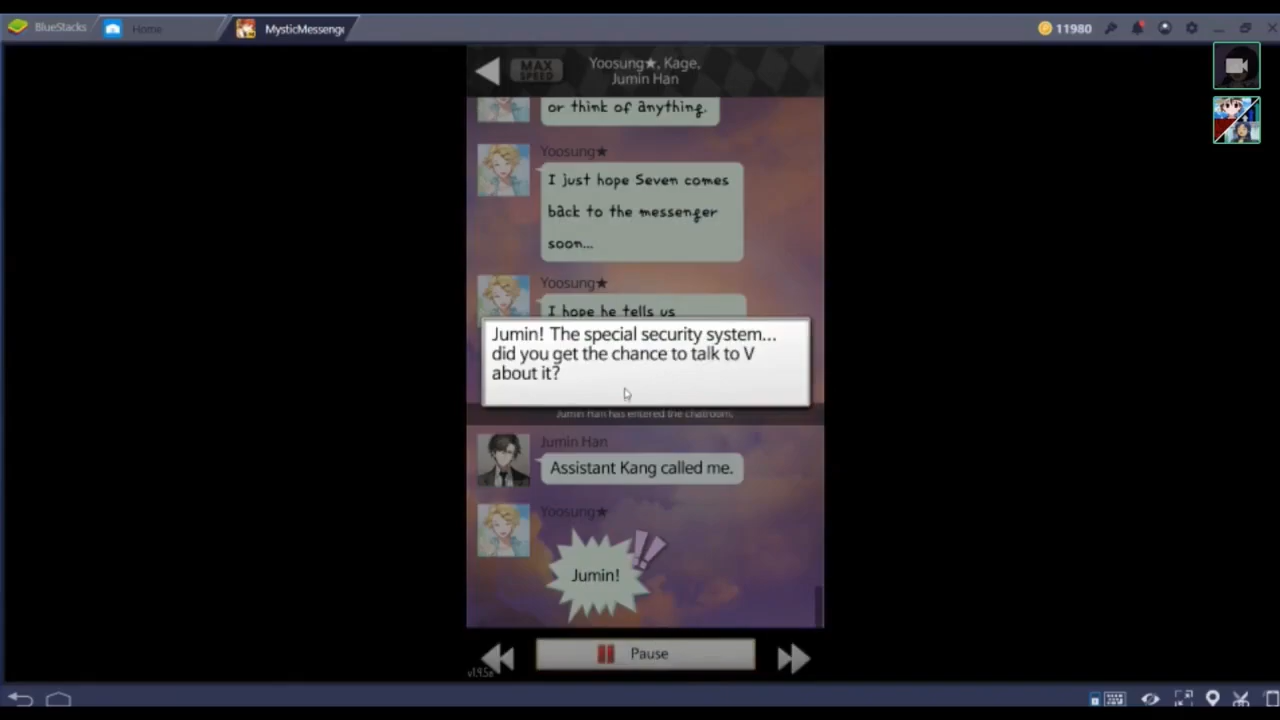 BlueStacks
Home
MysticMesseng
11980
MAX
SPEED
Yoosung★, Kage,
Jumin Han
or think of anything.
Yoosung★
I just hope Seven comes
back to the messenger
soon...
Yoosung★
I hope he tells us
Jumin! The special security system...
did you get the chance to talk to V
about it?
Jumin Han has entered the chatroom.
Jumin Han
Assistant Kang called me.
Yoosung★
Jumin!
Pause